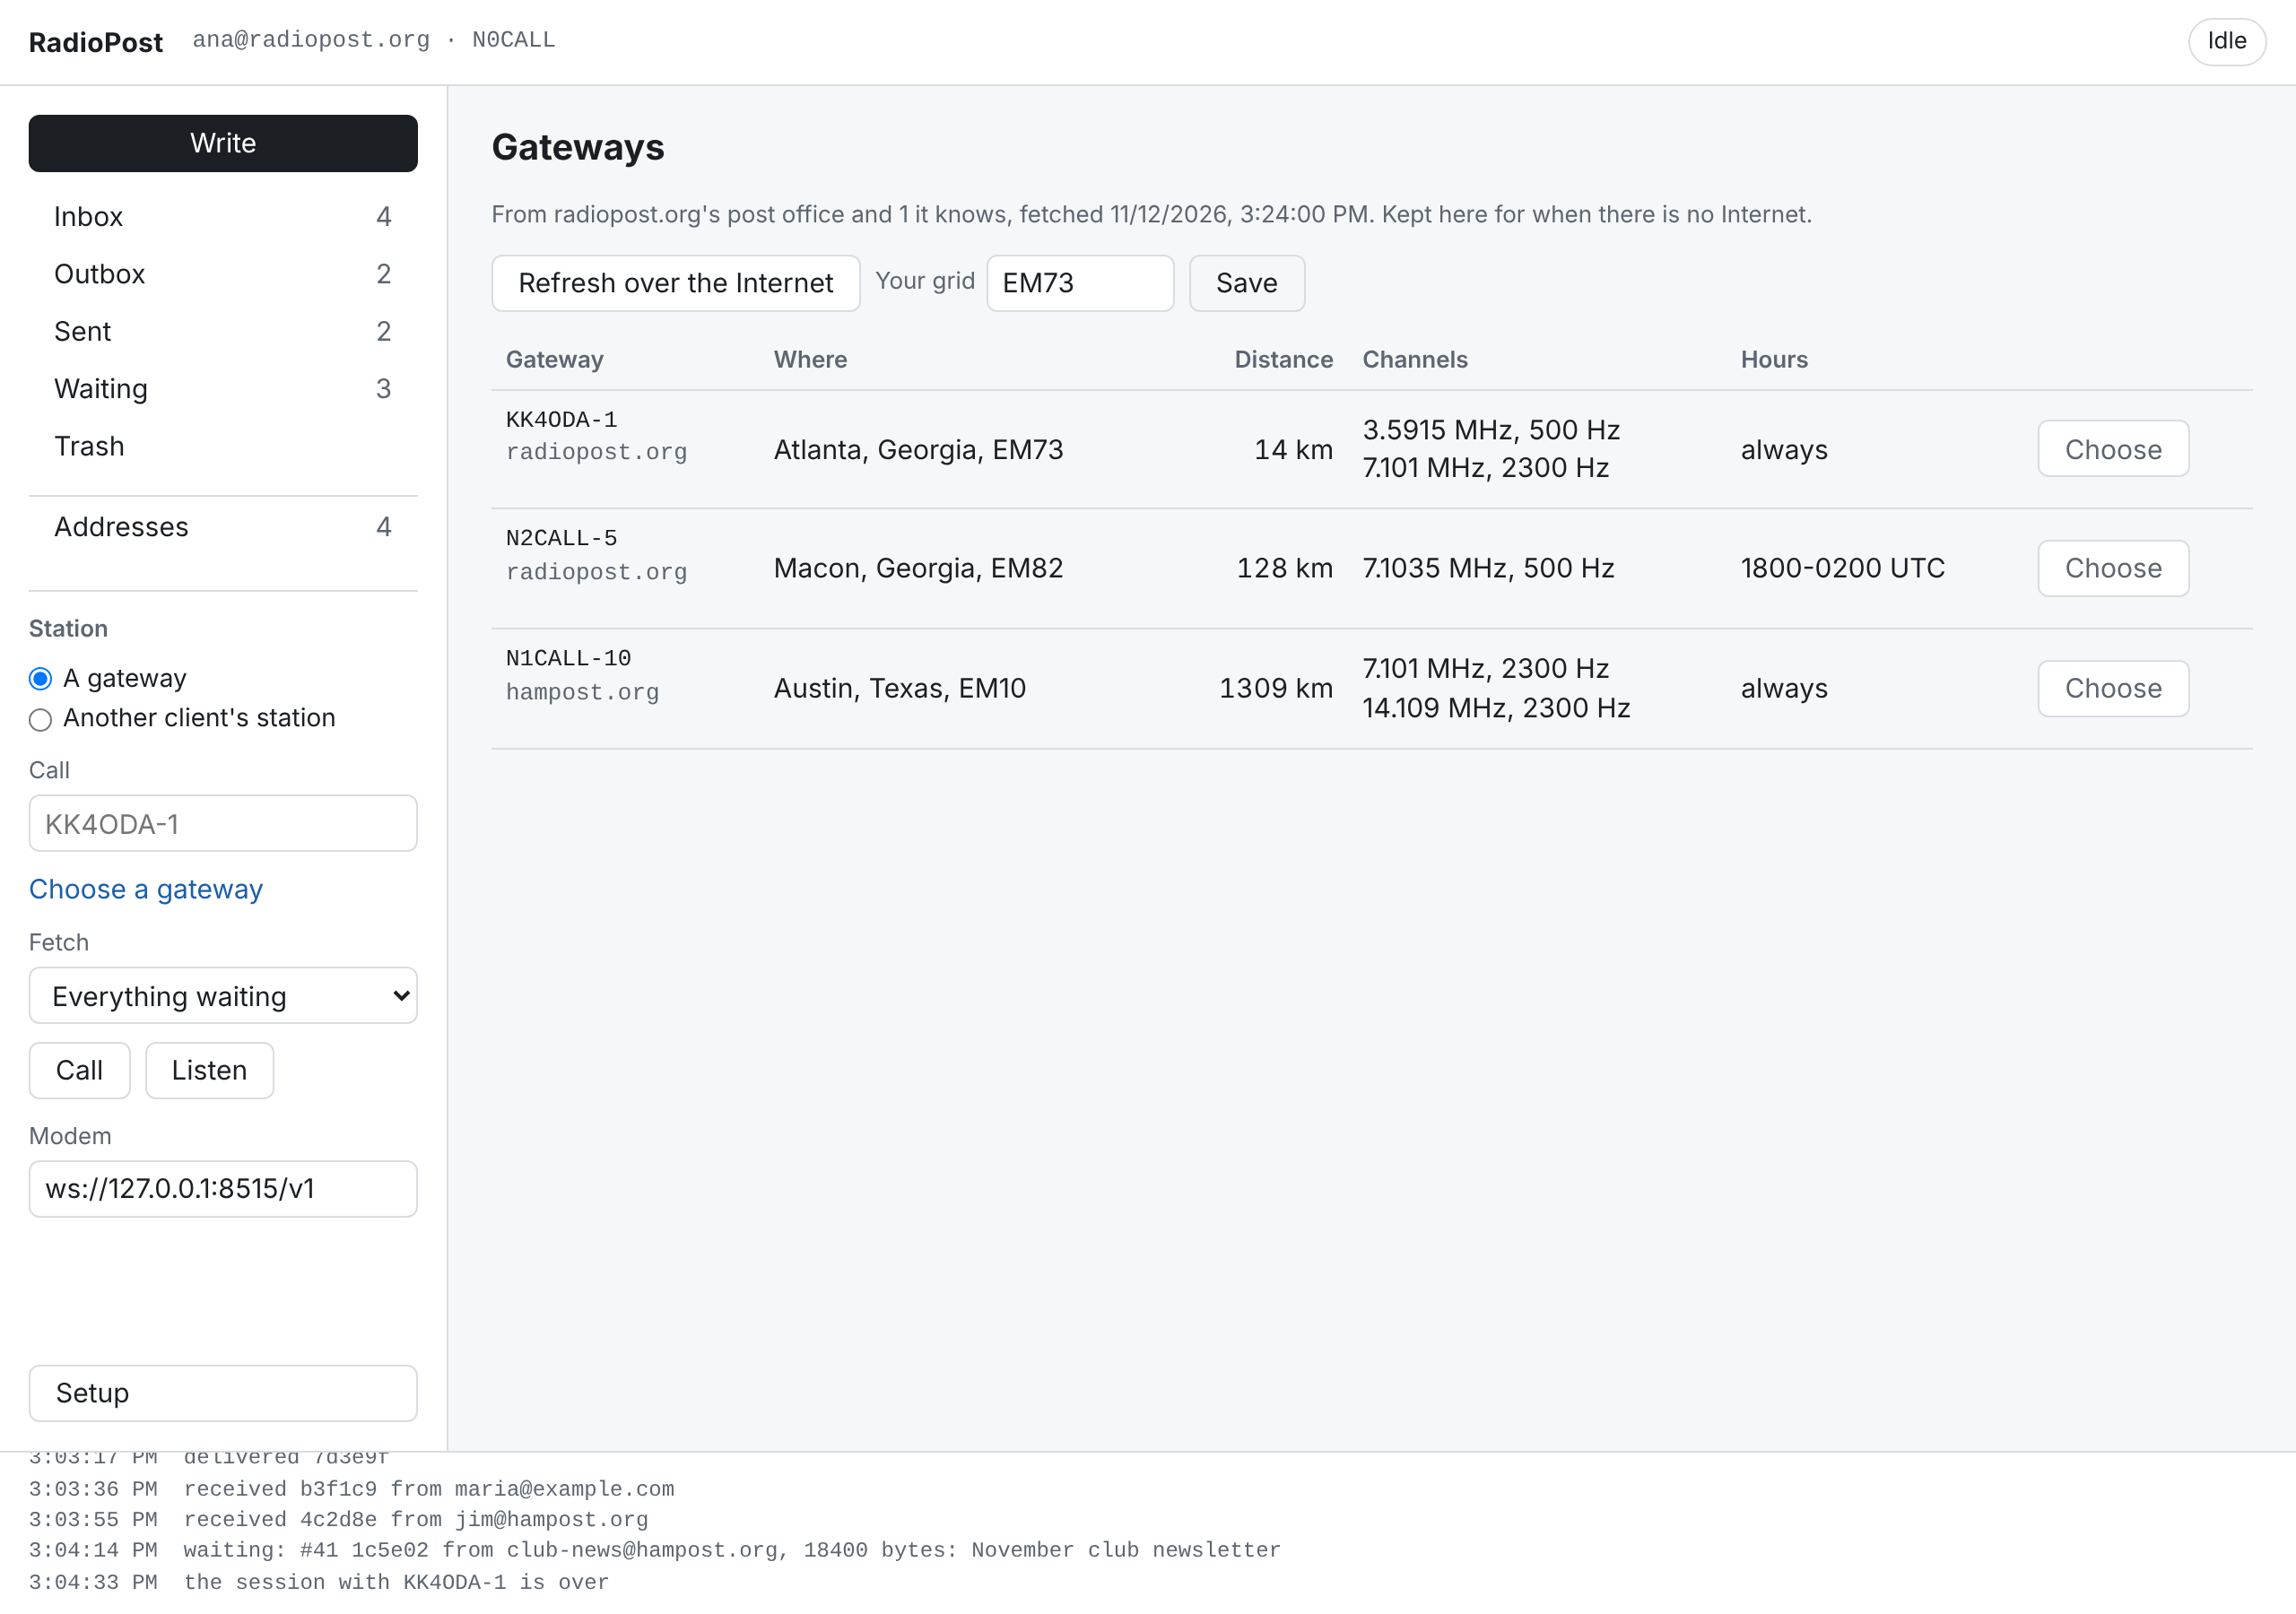 RadioPost ana@radiopost.org · N0CALL
Idle
Write
Inbox 4
Outbox 2
Sent 2
Waiting 3
Trash
Addresses 4
Station
A gateway
Another client's station
Call
KK4ODA-1
Choose a gateway
Fetch
Everything waiting
Call Listen
Modem
ws://127.0.0.1:8515/v1
Setup
Gateways
From radiopost.org's post office and 1 it knows, fetched 11/12/2026, 3:24:00 PM. Kept here for when there is no Internet.
Refresh over the Internet Your grid EM73 Save
Gateway Where Distance Channels Hours
KK4ODA-1
radiopost.org
Atlanta, Georgia, EM73 14 km
3.5915 MHz, 500 Hz
7.101 MHz, 2300 Hz
always Choose
N2CALL-5
radiopost.org
Macon, Georgia, EM82 128 km 7.1035 MHz, 500 Hz 1800-0200 UTC Choose
N1CALL-10
hampost.org
Austin, Texas, EM10 1309 km
7.101 MHz, 2300 Hz
14.109 MHz, 2300 Hz
always Choose
3:03:17 PM delivered 7d3e9f
3:03:36 PM received b3f1c9 from maria@example.com
3:03:55 PM received 4c2d8e from jim@hampost.org
3:04:14 PM waiting: #41 1c5e02 from club-news@hampost.org, 18400 bytes: November club newsletter
3:04:33 PM the session with KK4ODA-1 is over